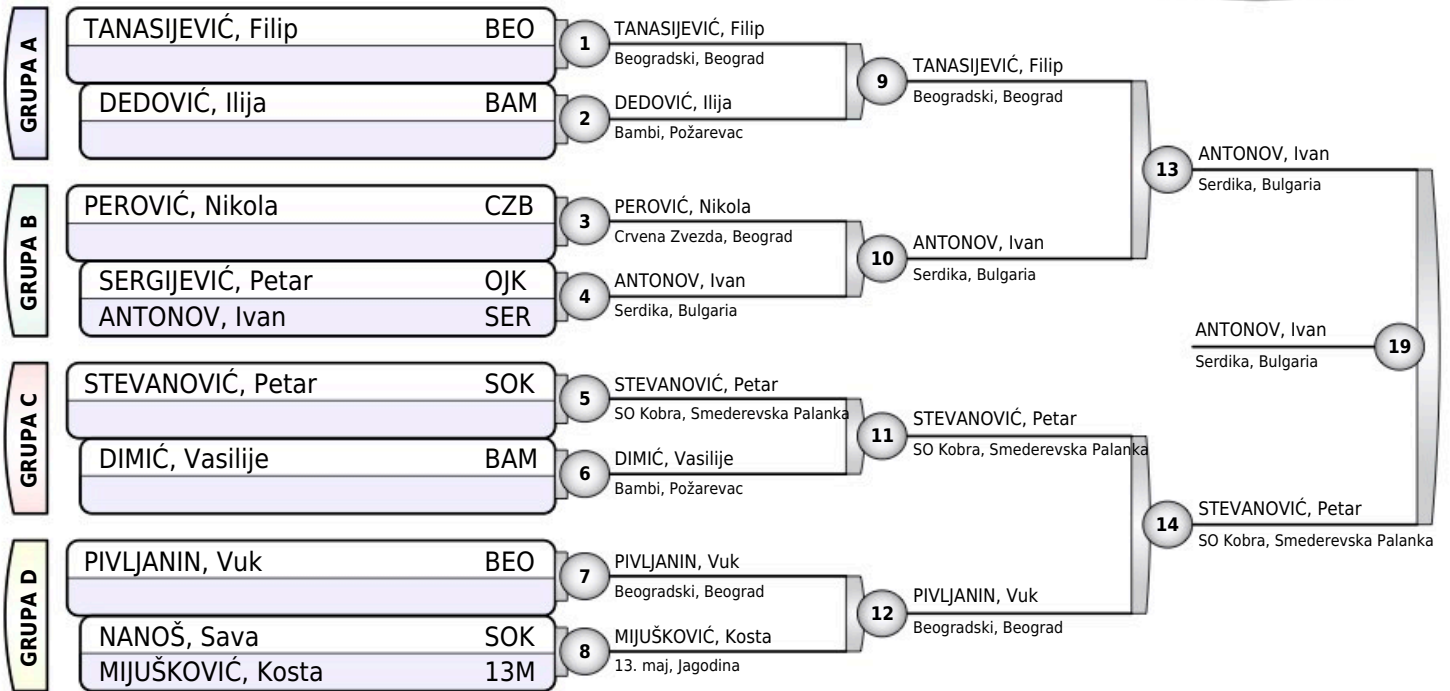 GRUPA A
TANASIJEVIĆ, Filip BEO
DEDOVIĆ, Ilija BAM
GRUPA B
PEROVIĆ, Nikola CZB
SERGIJEVIĆ, Petar OJK
ANTONOV, Ivan SER
GRUPA C
STEVANOVIĆ, Petar SOK
DIMIĆ, Vasilije BAM
GRUPA D
PIVLJANIN, Vuk BEO
NANOŠ, Sava SOK
MIJUŠKOVIĆ, Kosta 13M
1 TANASIJEVIĆ, Filip
Beogradski, Beograd
2 DEDOVIĆ, Ilija
Bambi, Požarevac
3 PEROVIĆ, Nikola
Crvena Zvezda, Beograd
4 ANTONOV, Ivan
Serdika, Bulgaria
5 STEVANOVIĆ, Petar
SO Kobra, Smederevska Palanka
6 DIMIĆ, Vasilije
Bambi, Požarevac
7 PIVLJANIN, Vuk
Beogradski, Beograd
8 MIJUŠKOVIĆ, Kosta
13. maj, Jagodina
9 TANASIJEVIĆ, Filip
Beogradski, Beograd
10 ANTONOV, Ivan
Serdika, Bulgaria
11 STEVANOVIĆ, Petar
SO Kobra, Smederevska Palanka
12 PIVLJANIN, Vuk
Beogradski, Beograd
13 ANTONOV, Ivan
Serdika, Bulgaria
14 STEVANOVIĆ, Petar
SO Kobra, Smederevska Palanka
ANTONOV, Ivan 19
Serdika, Bulgaria